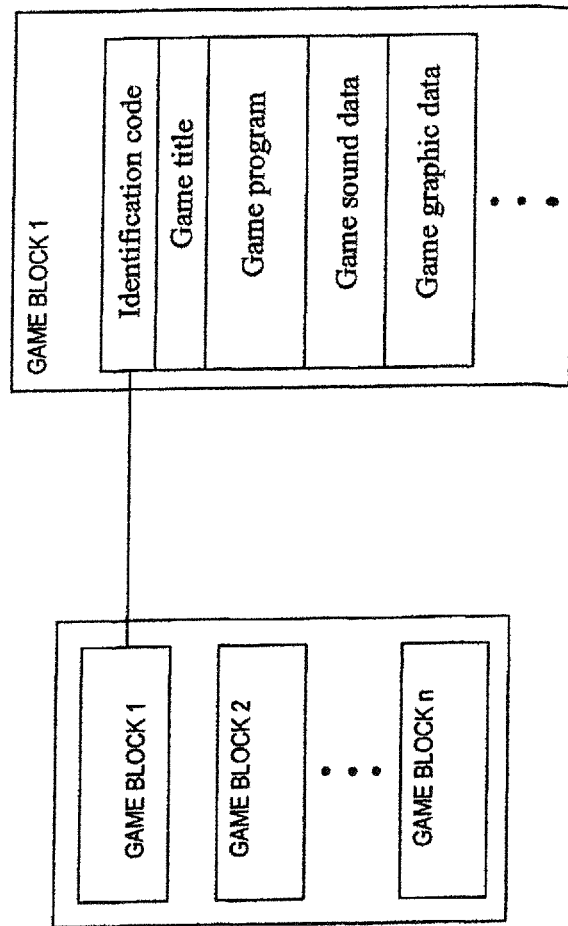 GAME BLOCK 1
GAME BLOCK 2
GAME BLOCK n
GAME BLOCK 1
Identification code
Game title
Game program
Game sound data
Game graphic data